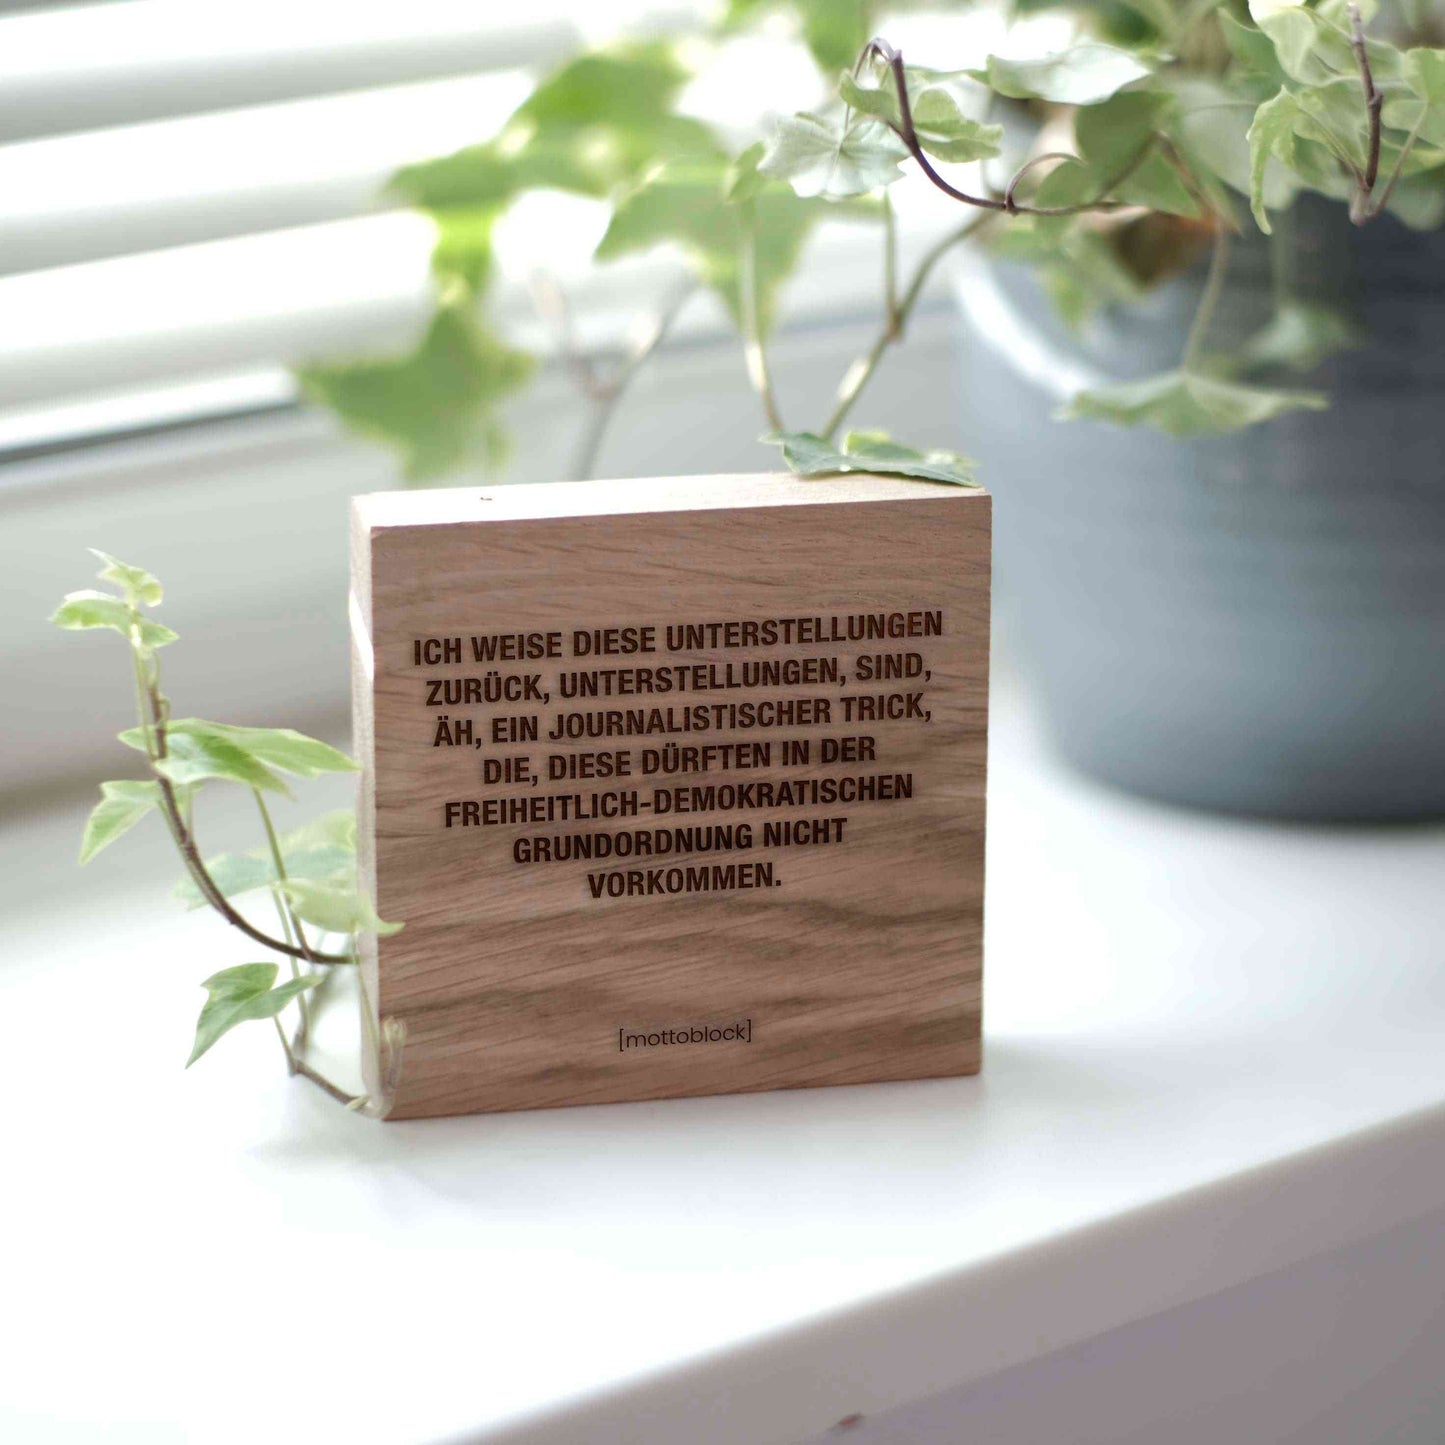 ICH WEISE DIESE UNTERSTELLUNGEN
ZURÜCK, UNTERSTELLUNGEN, SIND,
ÄH, EIN JOURNALISTISCHER TRICK,
DIE, DIESE DÜRFTEN IN DER
FREIHEITLICH-DEMOKRATISCHEN
GRUNDORDNUNG NICHT
VORKOMMEN.
[mottoblock]